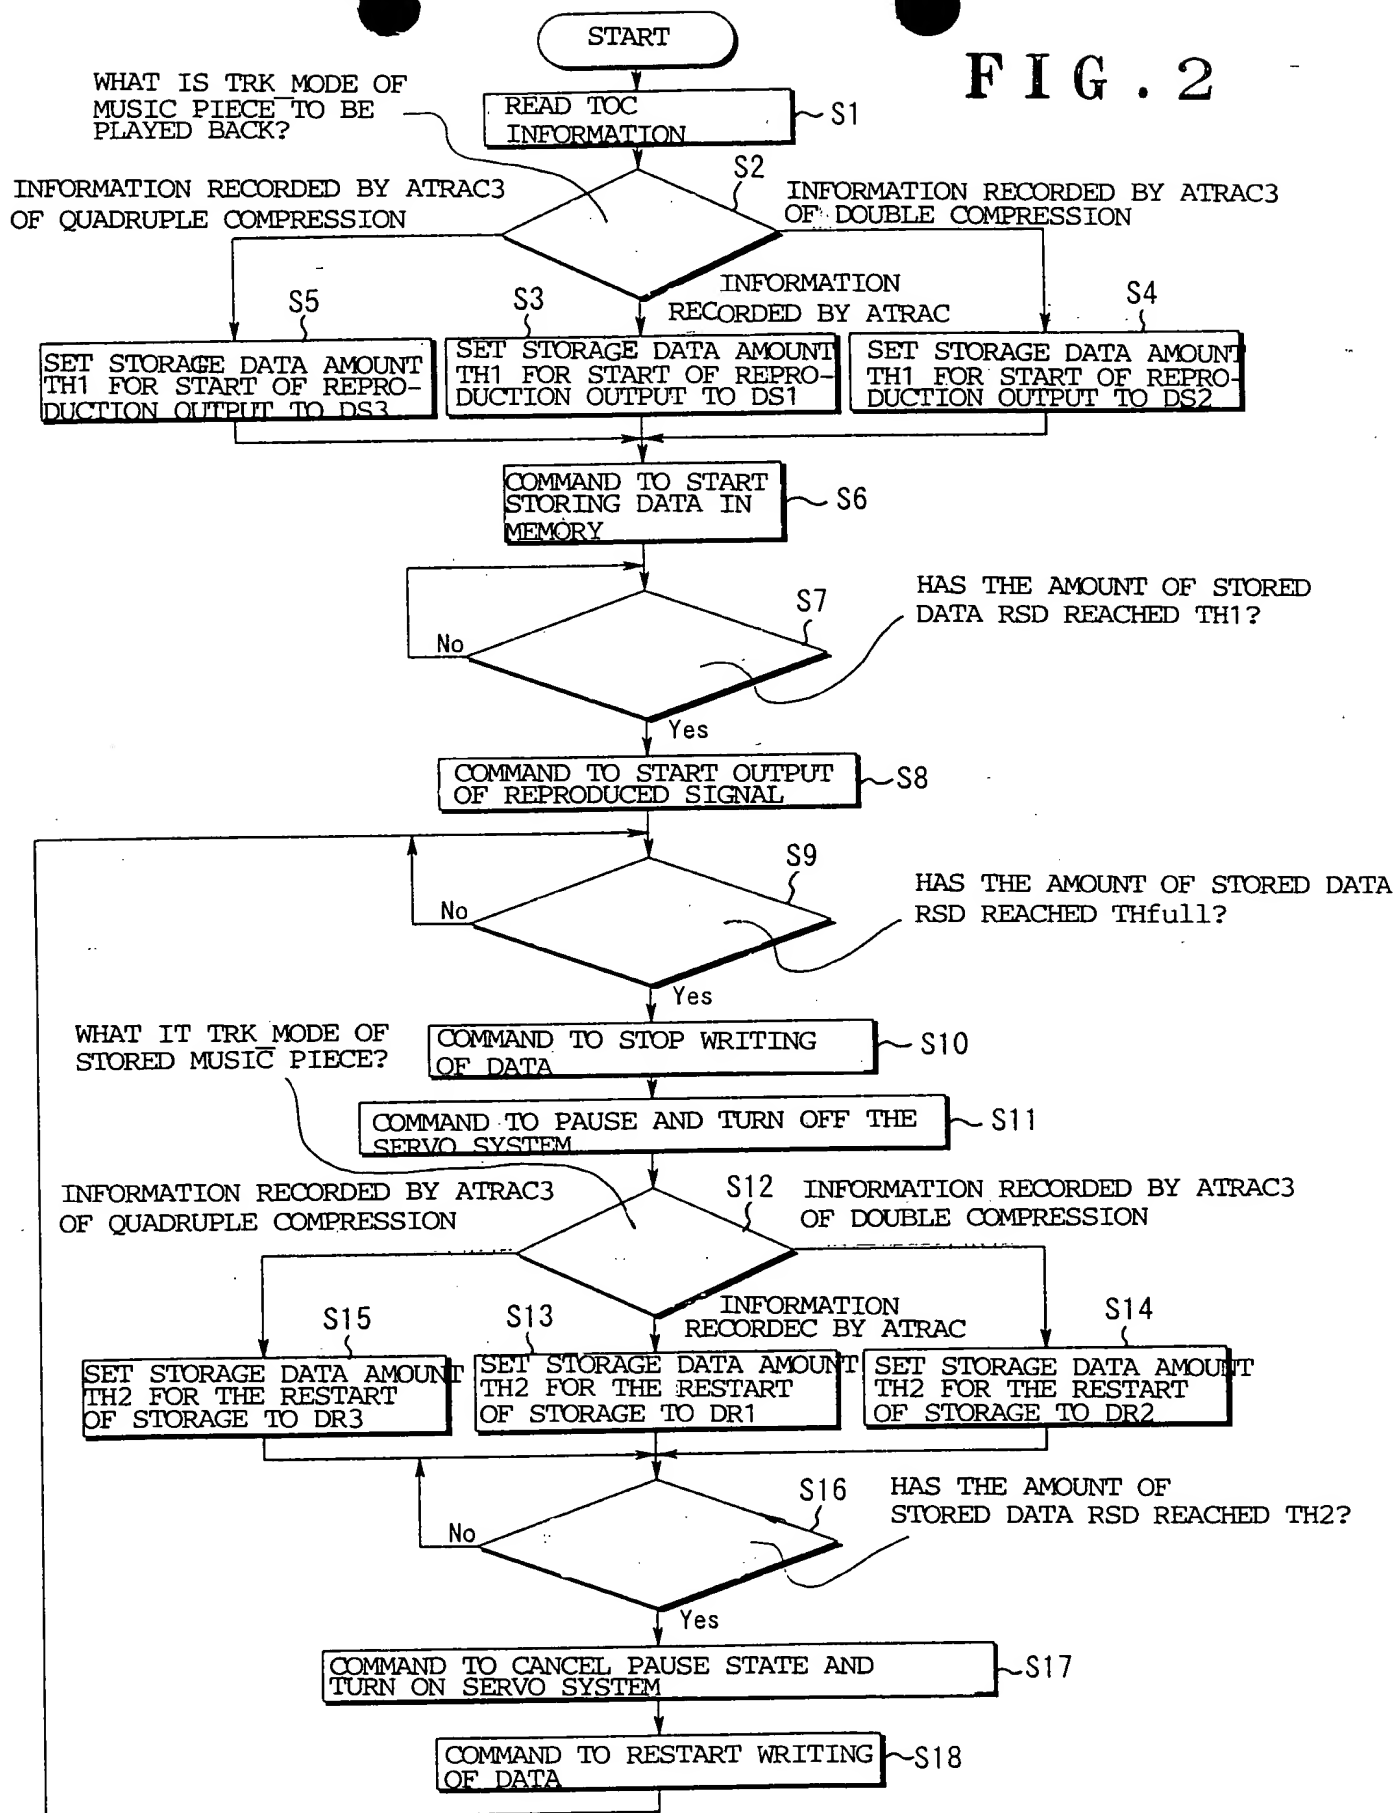 START
FIG.2
WHAT IS TRK_MODE OF
MUSIC PIECE TO BE
PLAYED BACK?
READ TOC
INFORMATION
S1
S2
INFORMATION RECORDED BY ATRAC3
OF QUADRUPLE COMPRESSION
INFORMATION RECORDED BY ATRAC3
OF DOUBLE COMPRESSION
INFORMATION
RECORDED BY ATRAC
S5
S3
S4
SET STORAGE DATA AMOUNT
TH1 FOR START OF REPRO-
DUCTION OUTPUT TO DS3
SET STORAGE DATA AMOUNT
TH1 FOR START OF REPRO-
DUCTION OUTPUT TO DS1
SET STORAGE DATA AMOUNT
TH1 FOR START OF REPRO-
DUCTION OUTPUT TO DS2
COMMAND TO START
STORING DATA IN
MEMORY
S6
S7
HAS THE AMOUNT OF STORED
DATA RSD REACHED TH1?
No
Yes
COMMAND TO START OUTPUT
OF REPRODUCED SIGNAL
S8
S9
HAS THE AMOUNT OF STORED DATA
RSD REACHED THfull?
No
Yes
WHAT IT TRK_MODE OF
STORED MUSIC PIECE?
COMMAND TO STOP WRITING
OF DATA
S10
COMMAND TO PAUSE AND TURN OFF THE
SERVO SYSTEM
S11
S12
INFORMATION RECORDED BY ATRAC3
OF QUADRUPLE COMPRESSION
INFORMATION RECORDED BY ATRAC3
OF DOUBLE COMPRESSION
INFORMATION
RECORDEC BY ATRAC
S15
S13
S14
SET STORAGE DATA AMOUNT
TH2 FOR THE RESTART
OF STORAGE TO DR3
SET STORAGE DATA AMOUNT
TH2 FOR THE RESTART
OF STORAGE TO DR1
SET STORAGE DATA AMOUNT
TH2 FOR THE RESTART
OF STORAGE TO DR2
S16
HAS THE AMOUNT OF
STORED DATA RSD REACHED TH2?
No
Yes
COMMAND TO CANCEL PAUSE STATE AND
TURN ON SERVO SYSTEM
S17
COMMAND TO RESTART WRITING
OF DATA
S18